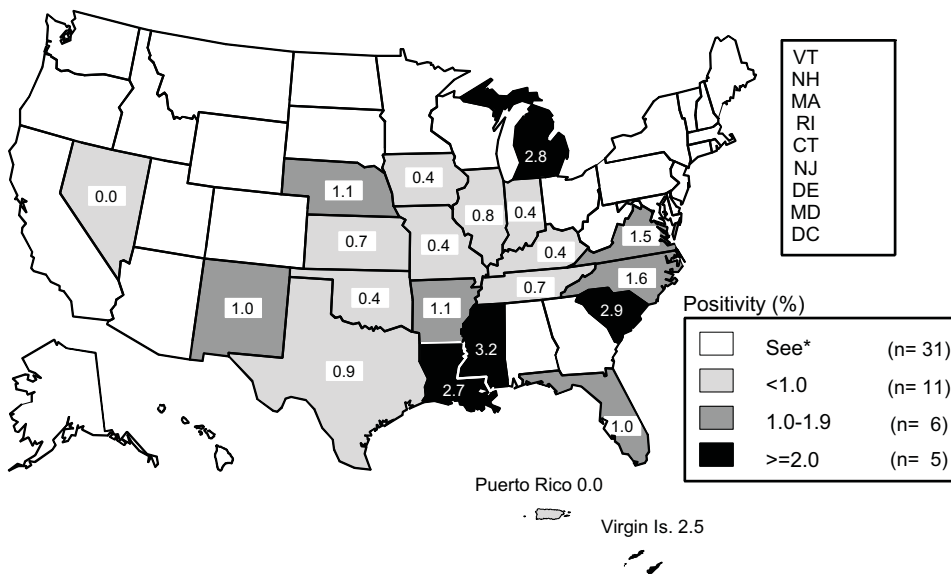 VT
NH
MA
RI
CT
NJ
DE
MD
DC
2.8
0.0
1.1
0.4
0.8
0.4
0.7
0.4
0.4
1.5
1.0
0.4
1.1
0.7
1.6
2.9
0.9
2.7
3.2
1.0
Positivity (%)
See* (n= 31)
<1.0 (n= 11)
1.0-1.9 (n= 6)
>=2.0 (n= 5)
Puerto Rico 0.0
Virgin Is. 2.5